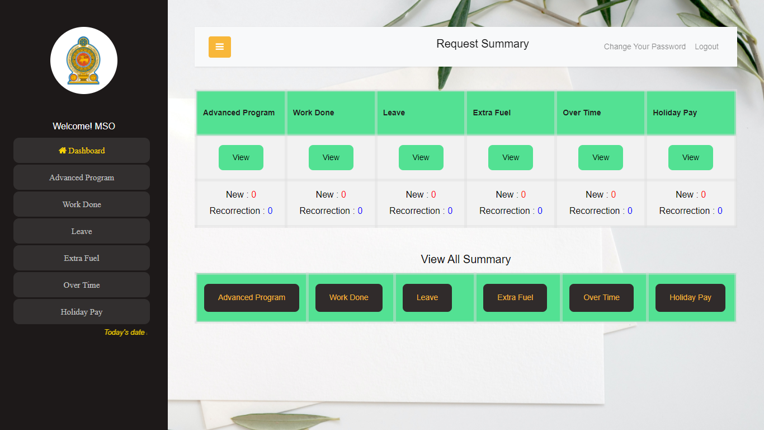 Welcome! MSO
Dashboard
Advanced Program
Work Done
Leave
Extra Fuel
Over Time
Holiday Pay
Today's date
Request Summary
Change Your Password Logout
Advanced Program Work Done Leave Extra Fuel Over Time Holiday Pay
View View View View View View
New : 0 New : 0 New : 0 New : 0 New : 0 New : 0
Recorrection : 0 Recorrection : 0 Recorrection : 0 Recorrection : 0 Recorrection : 0 Recorrection : 0
View All Summary
Advanced Program Work Done Leave Extra Fuel Over Time Holiday Pay